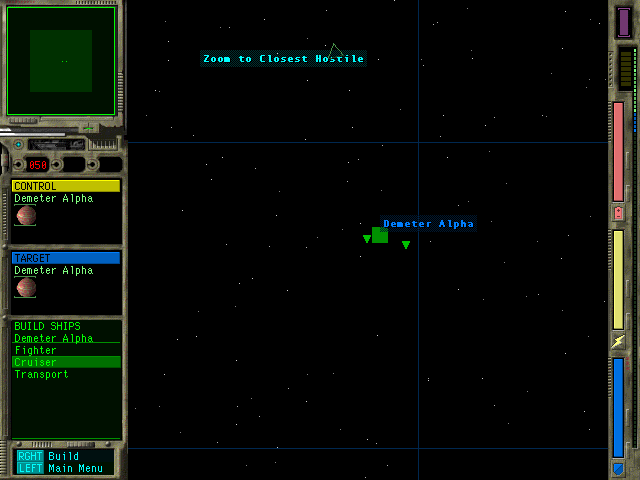 Zoom to Closest Hostile
050
CONTROL
Demeter Alpha
Demeter Alpha
TARGET
Demeter Alpha
BUILD SHIPS
Demeter Alpha
Fighter
Cruiser
Transport
RGHT Build
LEFT Main Menu